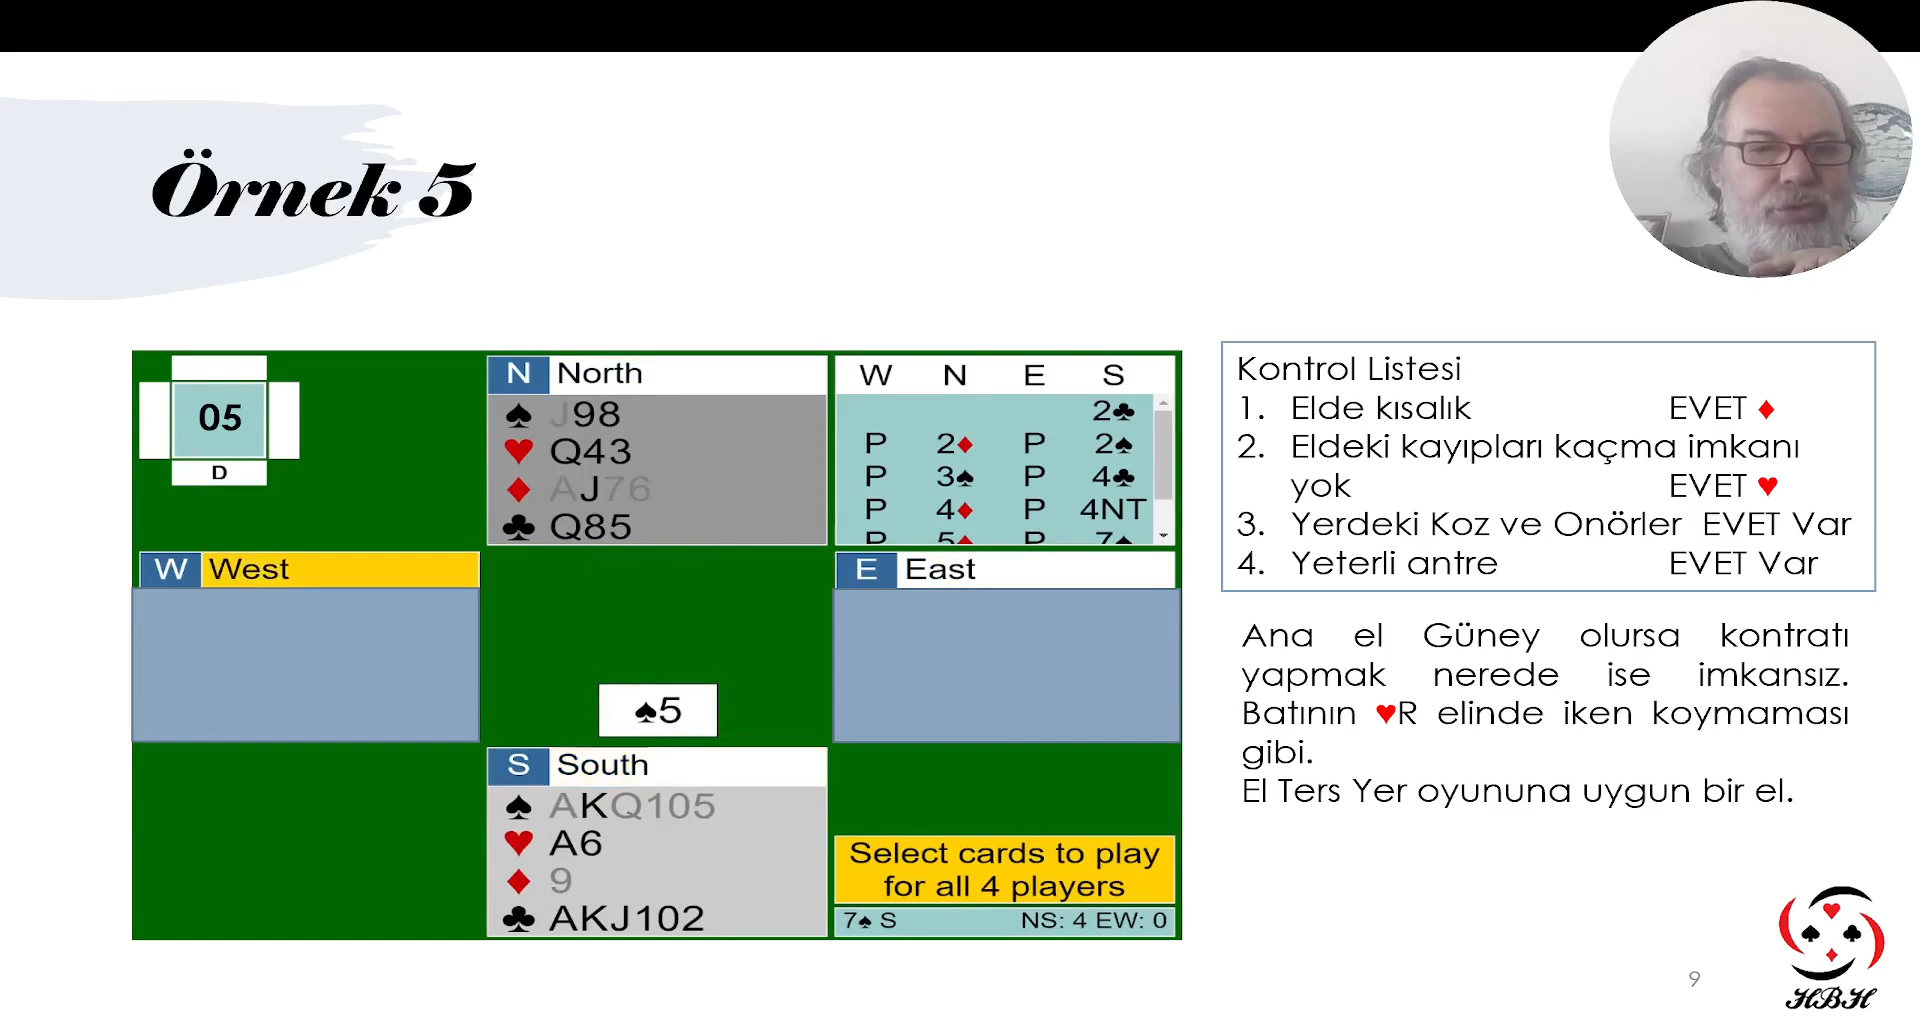 Örnek 5
05
D
N North
♠ J98
♥ Q43
♦ AJ76
♣ Q85
W N E S
2♣
P 2♦ P 2♠
P 3♠ P 4♣
P 4♦ P 4NT
P 5♠ P 7♠
W West
E East
♠5
S South
♠ AKQ105
♥ A6
♦ 9
♣ AKJ102
Select cards to play
for all 4 players
7♠ S NS: 4 EW: 0
Kontrol Listesi
1. Elde kısalık EVET ♦
2. Eldeki kayıpları kaçma imkanı
yok EVET ♥
3. Yerdeki Koz ve Onörler EVET Var
4. Yeterli antre EVET Var
Ana el Güney olursa kontratı
yapmak nerede ise imkansız.
Batının ♥R elinde iken koymaması
gibi.
El Ters Yer oyununa uygun bir el.
9
HBH